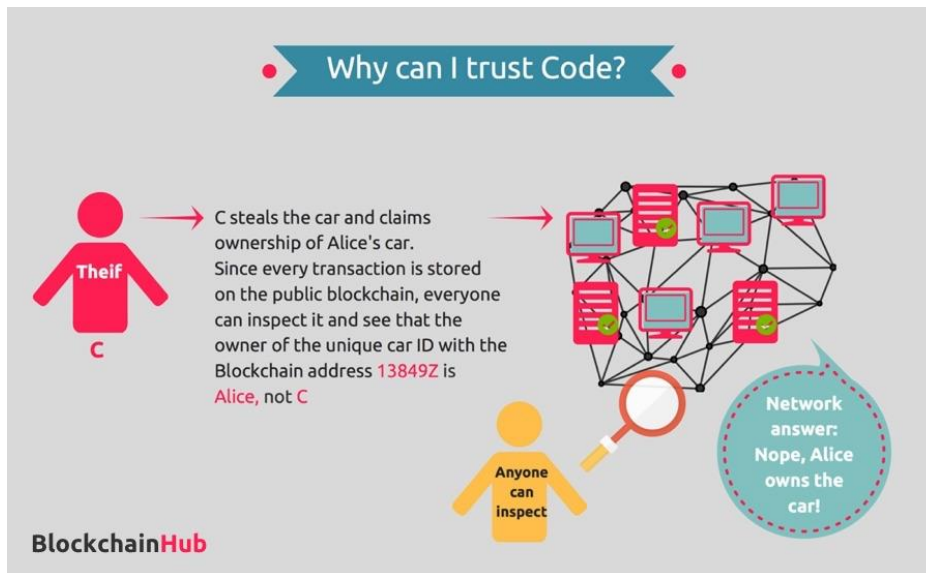 Why can I trust Code?
Theif
C
C steals the car and claims
ownership of Alice's car.
Since every transaction is stored
on the public blockchain, everyone
can inspect it and see that the
owner of the unique car ID with the
Blockchain address 13849Z is
Alice, not C
Anyone
can
inspect
Network
answer:
Nope, Alice
owns the
car!
BlockchainHub